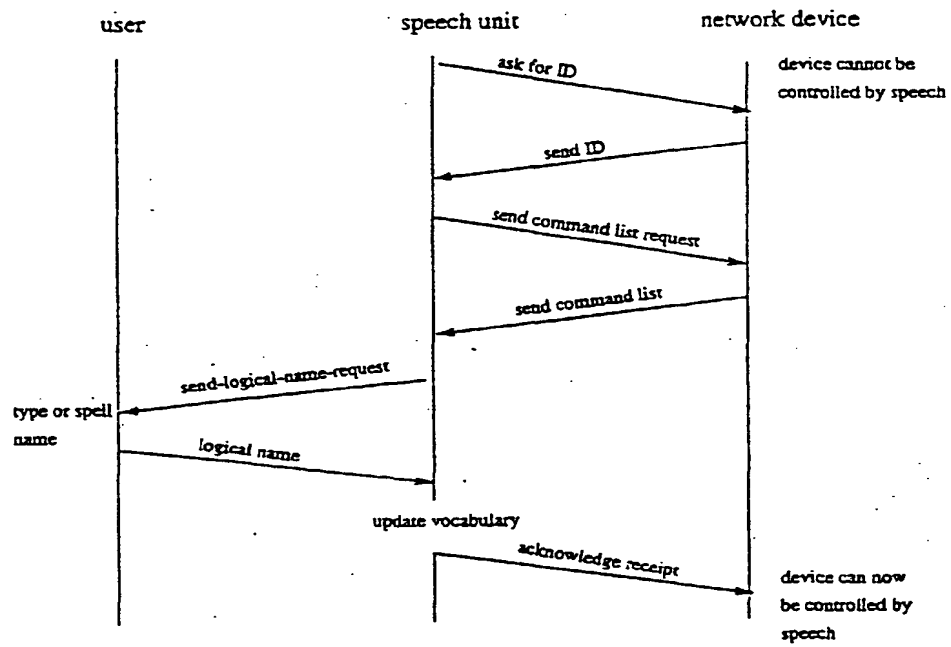 user
speech unit
network device
ask for ID
device cannot be
controlled by speech
send ID
send command list request
send command list
send-logical-name-request
type or spell
name
logical name
update vocabulary
acknowledge receipt
device can now
be controlled by
speech